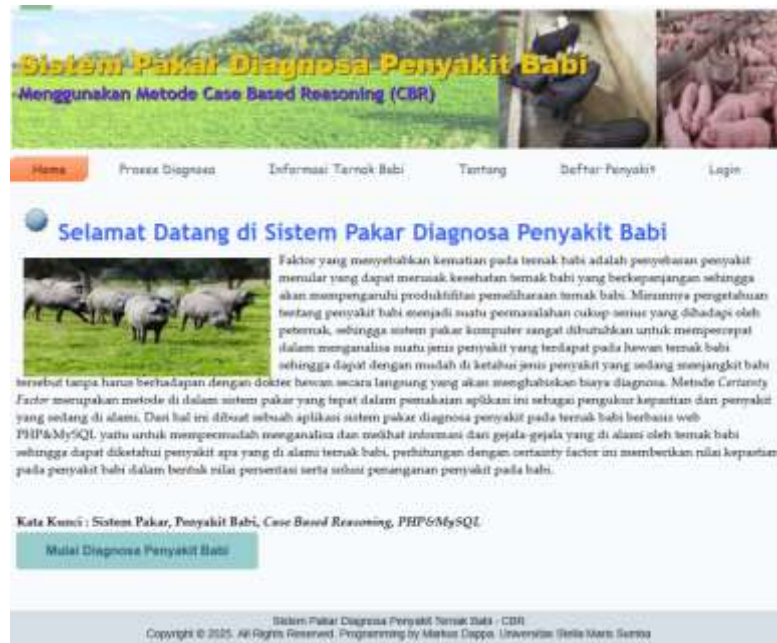 Sistem Pakar Diagnosa Penyakit Babi
Menggunakan Metode Case Based Reasoning (CBR)
Home Proses Diagnosa Informasi Ternak Babi Tentang Daftar Penyakit Login
Selamat Datang di Sistem Pakar Diagnosa Penyakit Babi
Faktor yang menyebabkan kematian pada ternak babi adalah penyebaran penyakit
menular yang dapat merusak kesehatan ternak babi yang berkepanjangan sehingga
akan mempengaruhi produktifitas pemeliharaan ternak babi. Minimnya pengetahuan
tentang penyakit babi menjadi suatu permasalahan cukup serius yang dihadapi oleh
peternak, sehingga sistem pakar komputer sangat dibutuhkan untuk mempercepat
dalam menganalisa suatu jenis penyakit yang terdapat pada hewan ternak babi
sehingga dapat dengan mudah di ketahui jenis penyakit yang sedang menjangkit babi
tersebut tanpa harus berhadapan dengan dokter hewan secara langsung yang akan menghabiskan biaya diagnosa. Metode Certainty
Factor merupakan metode di dalam sistem pakar yang tepat dalam pemakaian aplikasi ini sebagai pengukur kepastian dari penyakit
yang sedang di alami. Dari hal ini dibuat sebuah aplikasi sistem pakar diagnosa penyakit pada ternak babi berbasis web
PHP&MySQL yaitu untuk mempermudah menganalisa dan melihat informasi dari gejala-gejala yang di alami oleh ternak babi
sehingga dapat diketahui penyakit apa yang di alami ternak babi, perhitungan dengan certainty factor ini memberikan nilai kepastian
pada penyakit babi dalam bentuk nilai persentasi serta solusi penanganan penyakit pada babi.
Kata Kunci : Sistem Pakar, Penyakit Babi, Case Based Reasoning, PHP&MySQL
Mulai Diagnosa Penyakit Babi
Sistem Pakar Diagnosa Penyakit Ternak Babi - CBR
Copyright © 2025. All Rights Reserved. Programming by Markus Dappa. Universitas Stella Maris Sumba